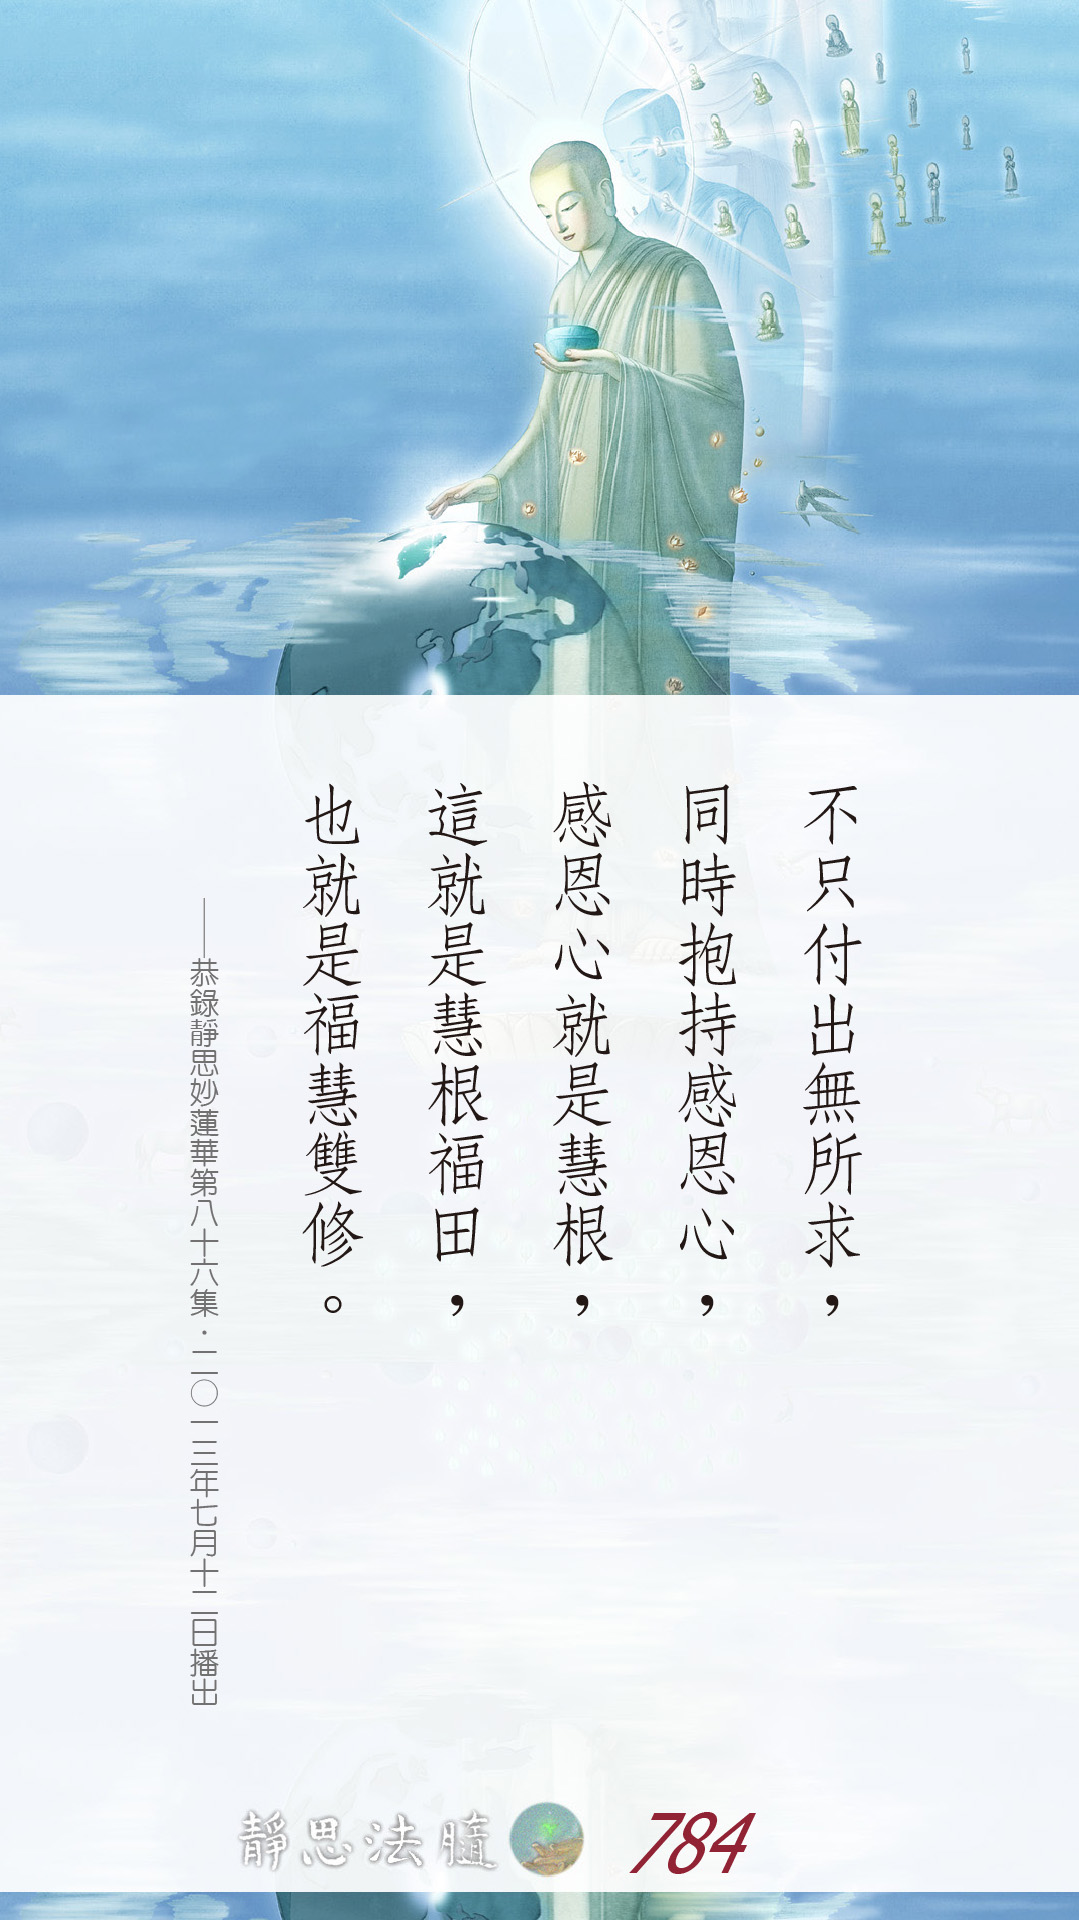 不只付出無所求，
同時抱持感恩心，
感恩心就是慧根，
這就是慧根福田，
也就是福慧雙修。
──恭錄靜思妙蓮華第八十六集．二〇一三年七月十二日播出
靜思法髓 784